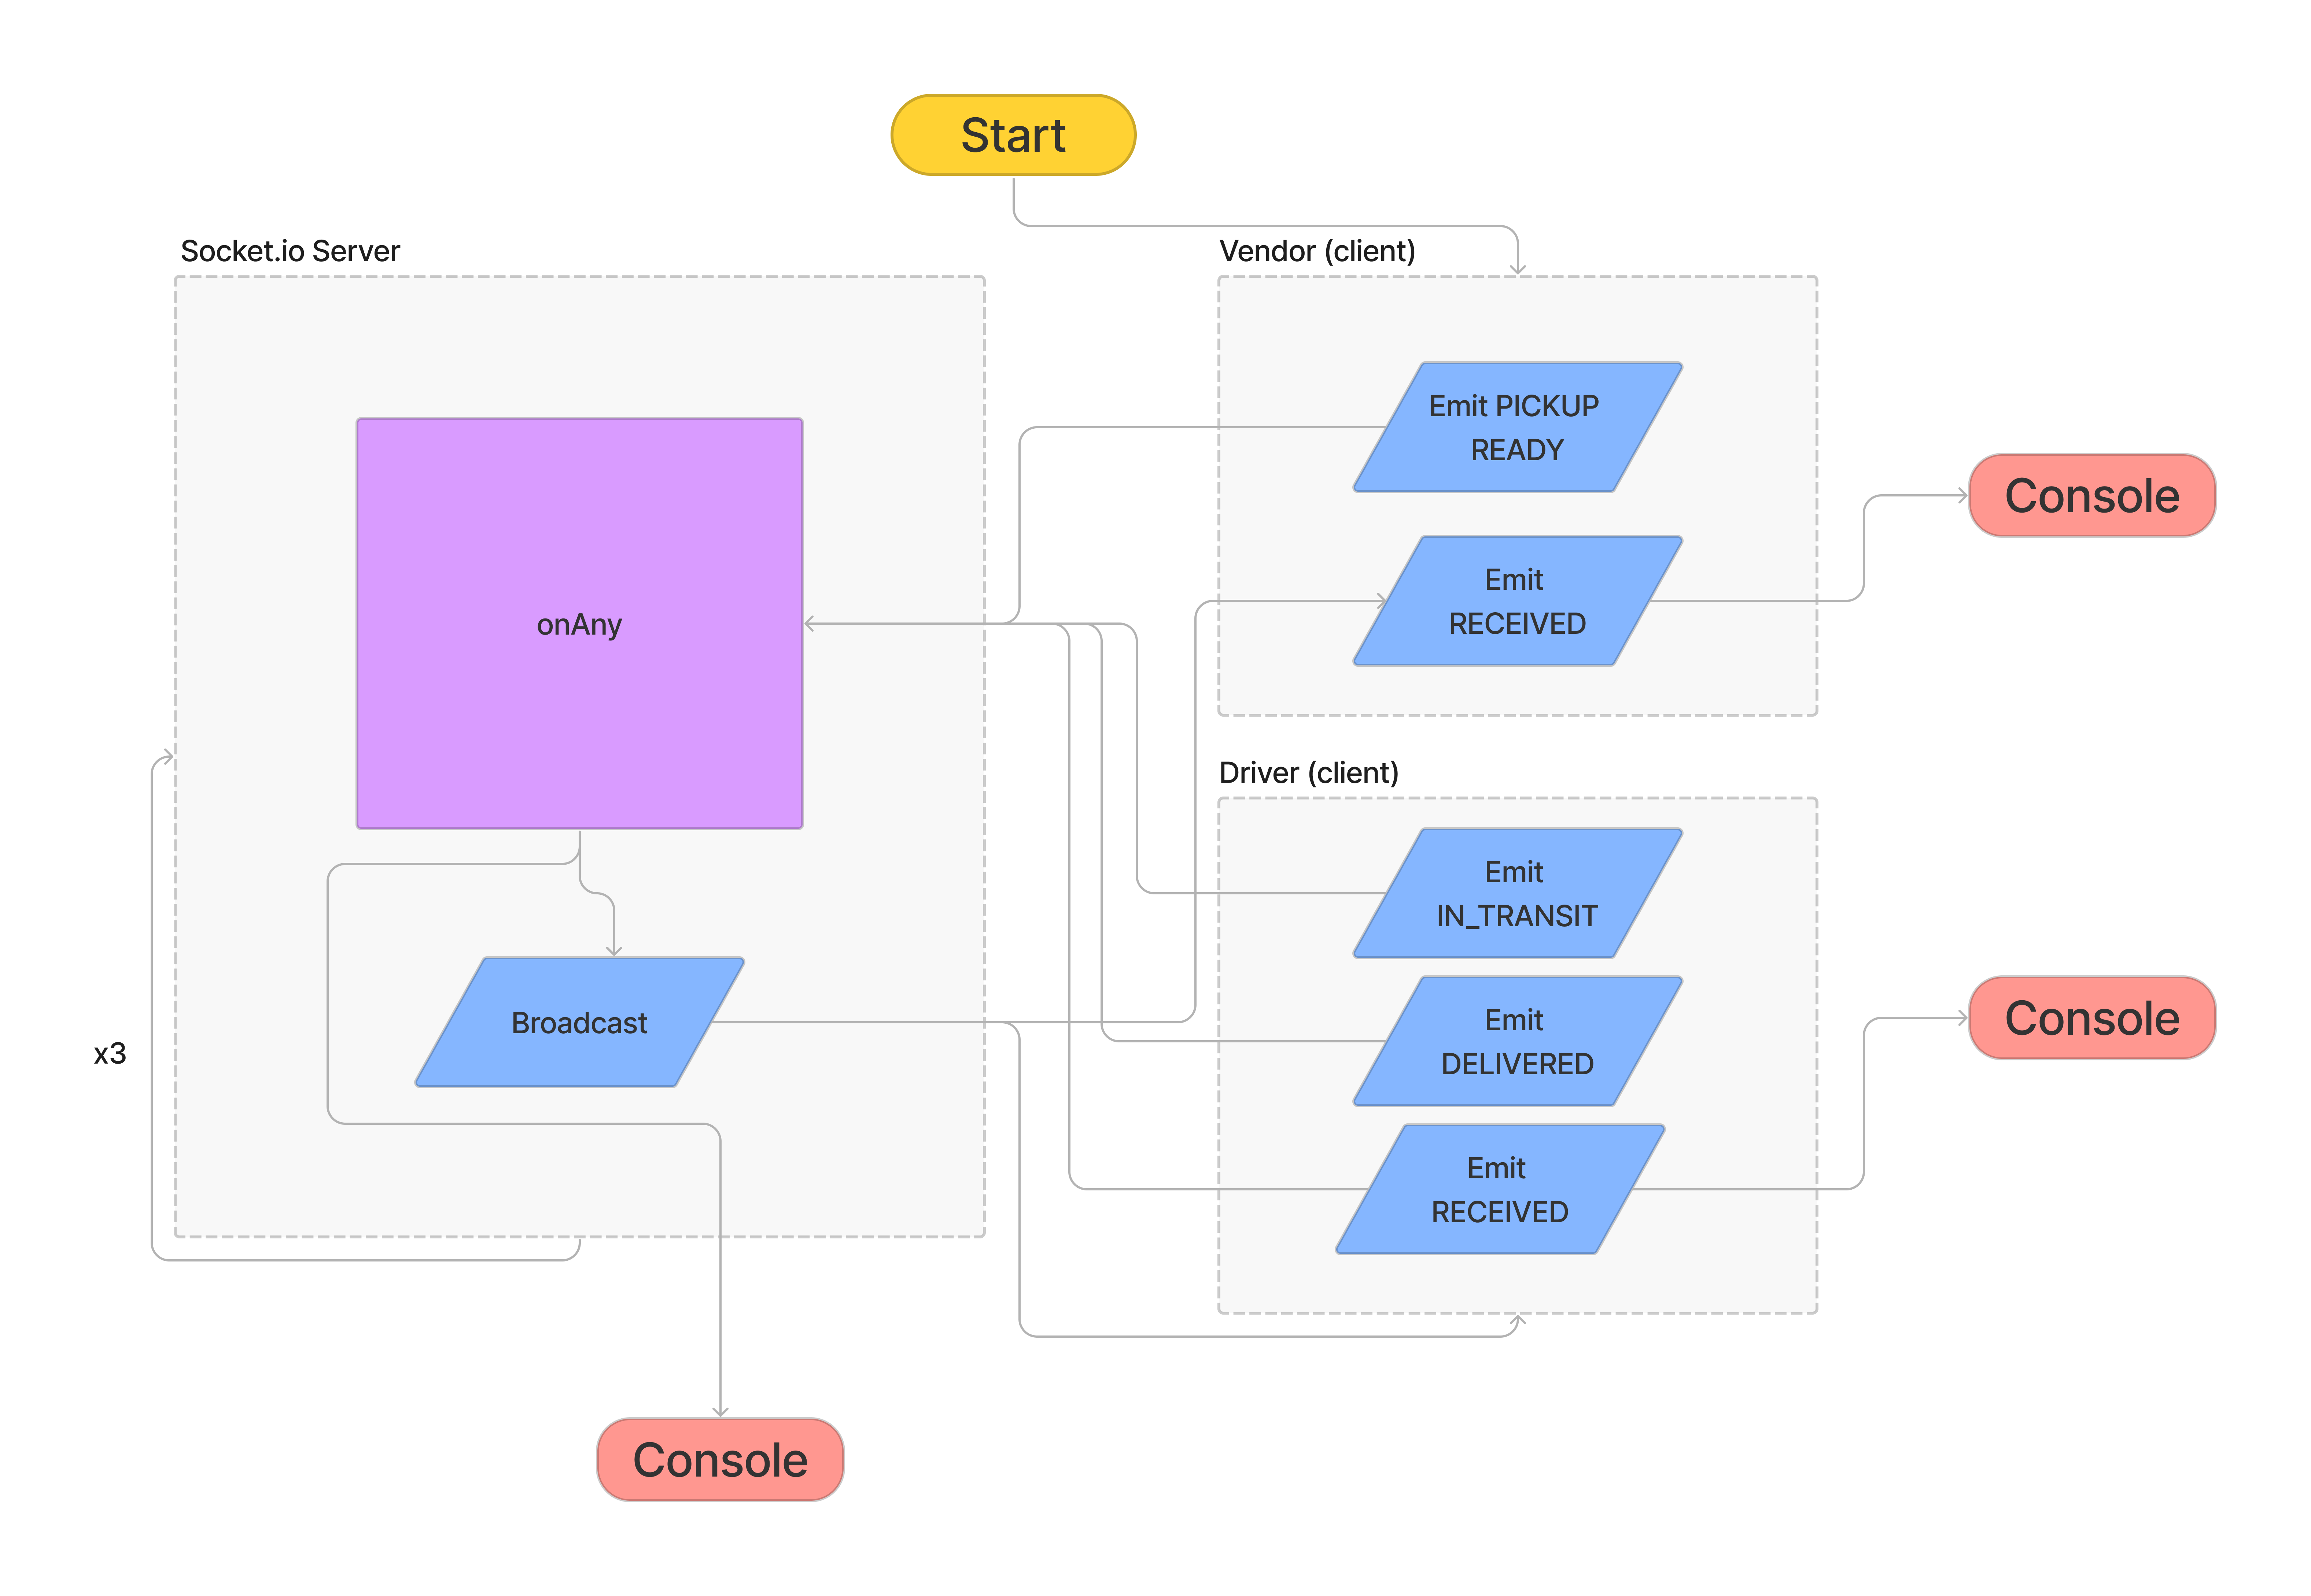 Start
Socket.io Server
onAny
Broadcast
x3
Console
Vendor (client)
Emit PICKUP
READY
Emit
RECEIVED
Console
Driver (client)
Emit
IN_TRANSIT
Emit
DELIVERED
Emit
RECEIVED
Console